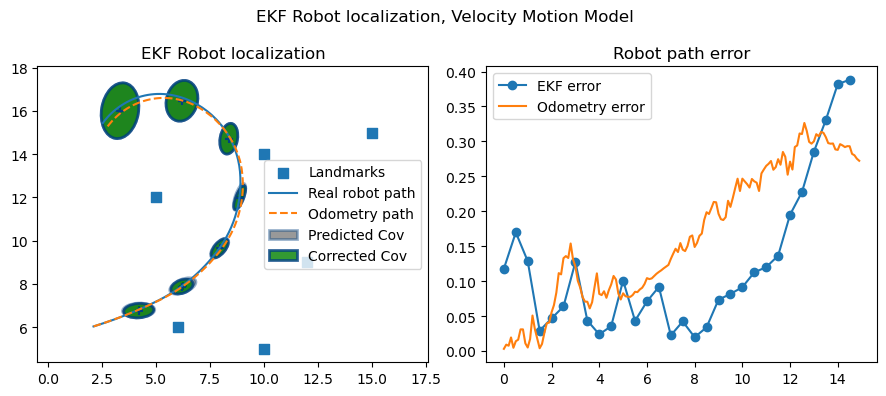 EKF Robot localization, Velocity Motion Model
EKF Robot localization
18
16
14
12
10
8
6
0.0 2.5 5.0 7.5 10.0 12.5 15.0 17.5
Landmarks
Real robot path
Odometry path
Predicted Cov
Corrected Cov
Robot path error
0.40
0.35
0.30
0.25
0.20
0.15
0.10
0.05
0.00
0 2 4 6 8 10 12 14
EKF error
Odometry error